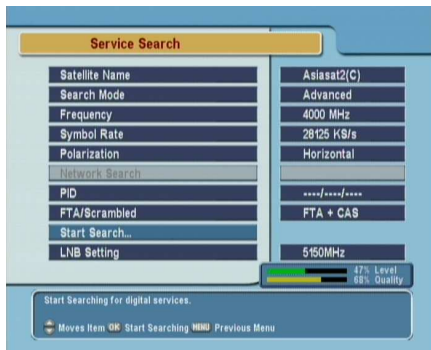 Service Search
Satellite Name Asiasat2(C)
Search Mode Advanced
Frequency 4000 MHz
Symbol Rate 28125 KS/s
Polarization Horizontal
Network Search
PID ----/----/----
FTA/Scrambled FTA + CAS
Start Search...
LNB Setting 5150MHz
47% Level
68% Quality
Start Searching for digital services.
Moves Item OK Start Searching MENU Previous Menu